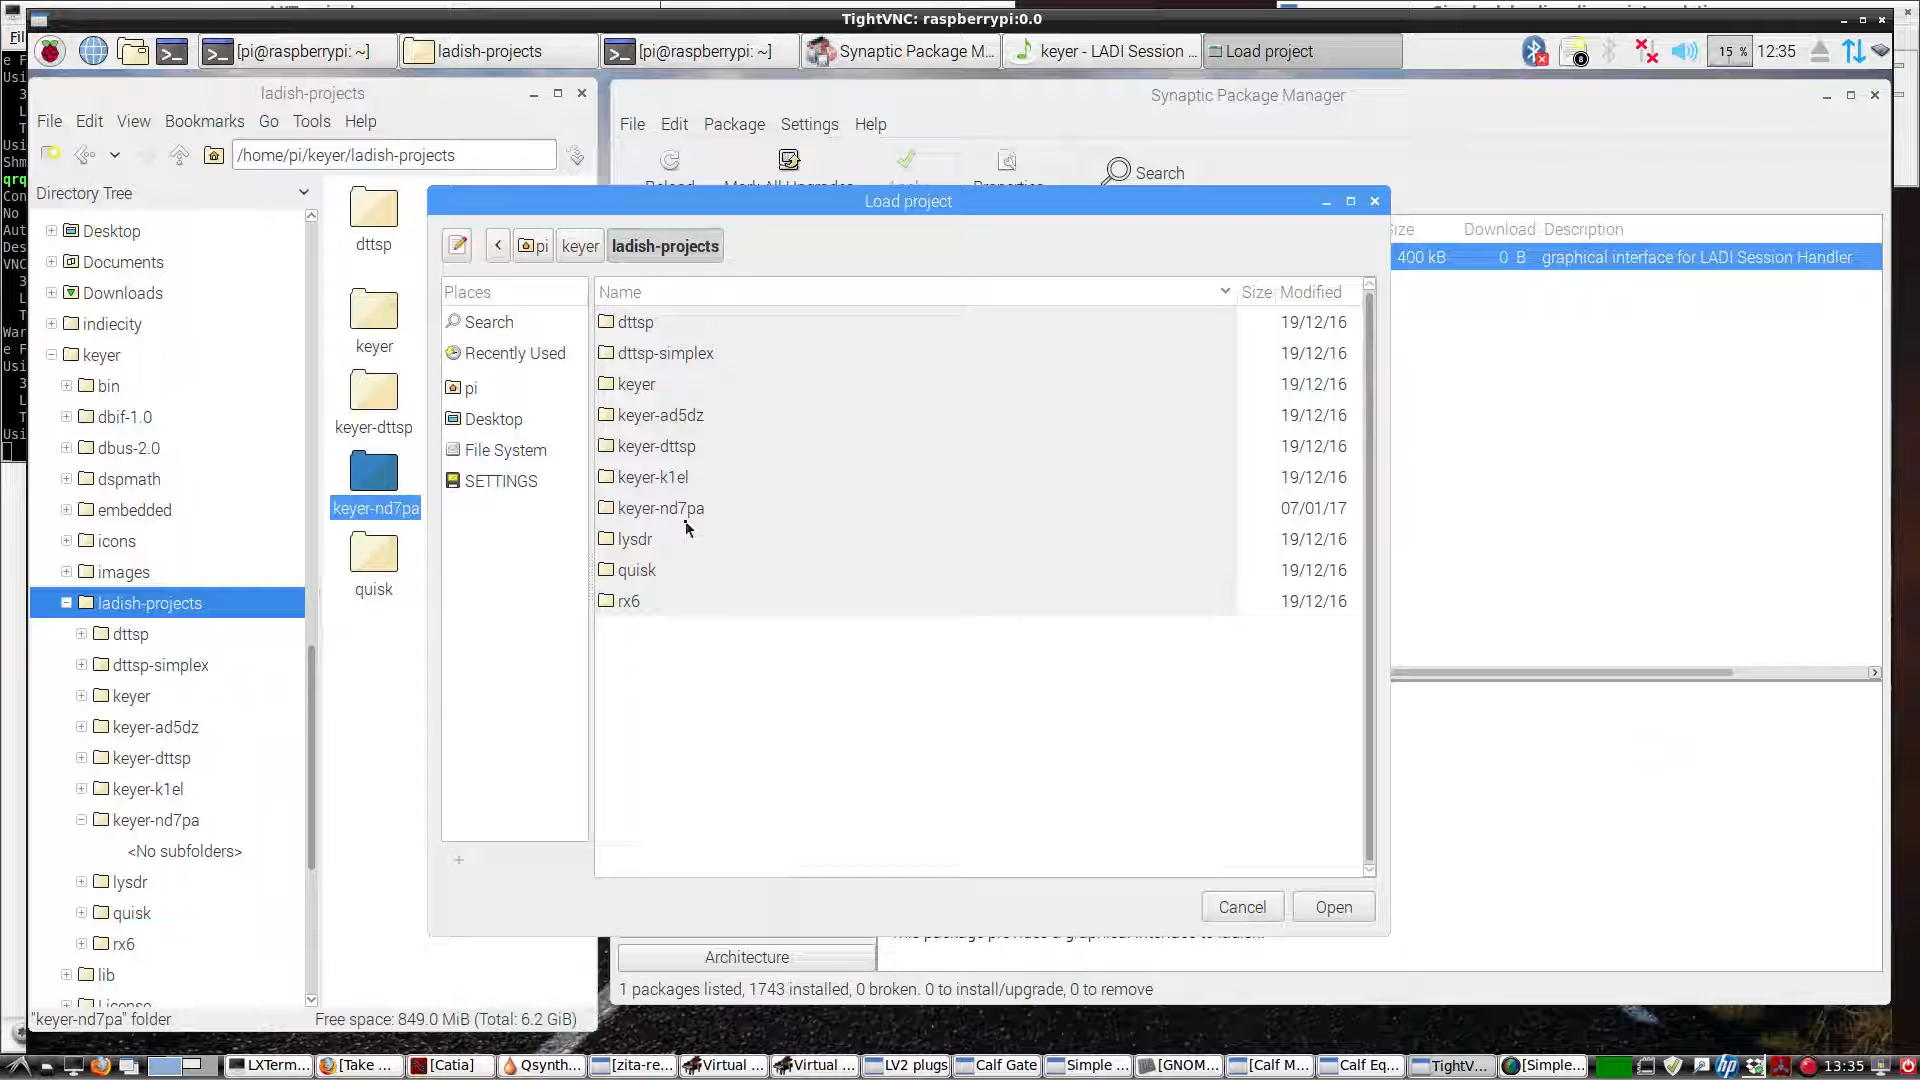 TightVNC: raspberrypi:0.0
[pi@raspberrypi: ~]
ladish-projects
[pi@raspberrypi: ~]
Synaptic Package M...
keyer - LADI Session ...
Load project
15 %
12:35
ladish-projects
File Edit View Bookmarks Go Tools Help
/home/pi/keyer/ladish-projects
Directory Tree
Desktop
Documents
Downloads
indiecity
keyer
bin
dbif-1.0
dbus-2.0
dspmath
embedded
icons
images
ladish-projects
dttsp
dttsp-simplex
keyer
keyer-ad5dz
keyer-dttsp
keyer-k1el
keyer-nd7pa
<No subfolders>
lysdr
quisk
rx6
lib
License
dttsp
keyer
keyer-dttsp
keyer-nd7pa
quisk
"keyer-nd7pa" folder
Free space: 849.0 MiB (Total: 6.2 GiB)
Synaptic Package Manager
File Edit Package Settings Help
Search
Download Description
400 kB 0 B graphical interface for LADI Session Handler
Load project
pi keyer ladish-projects
Places
Search
Recently Used
pi
Desktop
File System
SETTINGS
Name Size Modified
dttsp 19/12/16
dttsp-simplex 19/12/16
keyer 19/12/16
keyer-ad5dz 19/12/16
keyer-dttsp 19/12/16
keyer-k1el 19/12/16
keyer-nd7pa 07/01/17
lysdr 19/12/16
quisk 19/12/16
rx6 19/12/16
Cancel Open
Architecture
1 packages listed, 1743 installed, 0 broken. 0 to install/upgrade, 0 to remove
LXTerm...
[Take ...
[Catia]
Qsynth...
[zita-re...
Virtual ...
Virtual ...
LV2 plugs
Calf Gate
Simple ...
[GNOM...
[Calf M...
Calf Eq...
TightV...
[Simple...
13:35